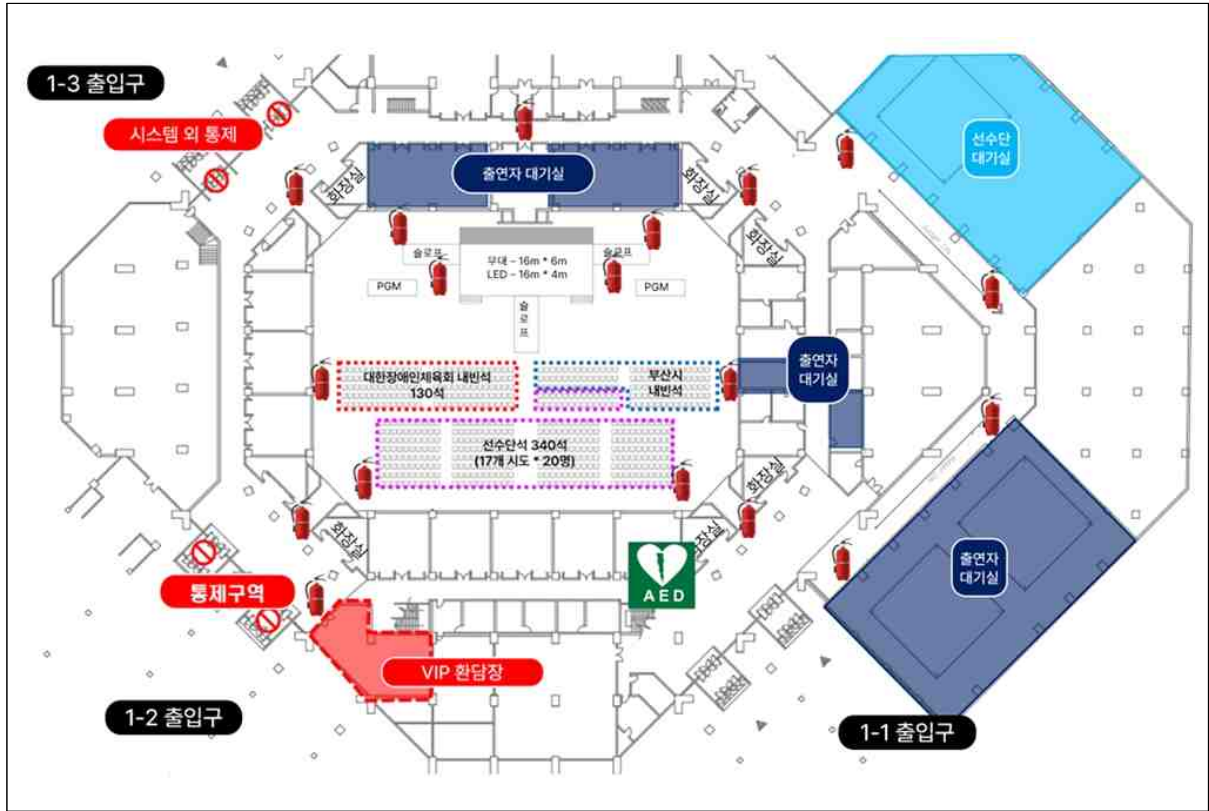 1-3 출입구
시스템 외 통제
화장실
출연자 대기실
화장실
선수단
대기실
화장실
슬로프
무대 – 16m * 6m
LED – 16m * 4m
슬로프
PGM
PGM
슬로프
대한장애인체육회 내빈석
130석
부산시
내빈석
출연자
대기실
선수단석 340석
(17개 시도 * 20명)
화장실
화장실
화장실
AED
통제구역
출연자
대기실
VIP 환담장
1-2 출입구
1-1 출입구